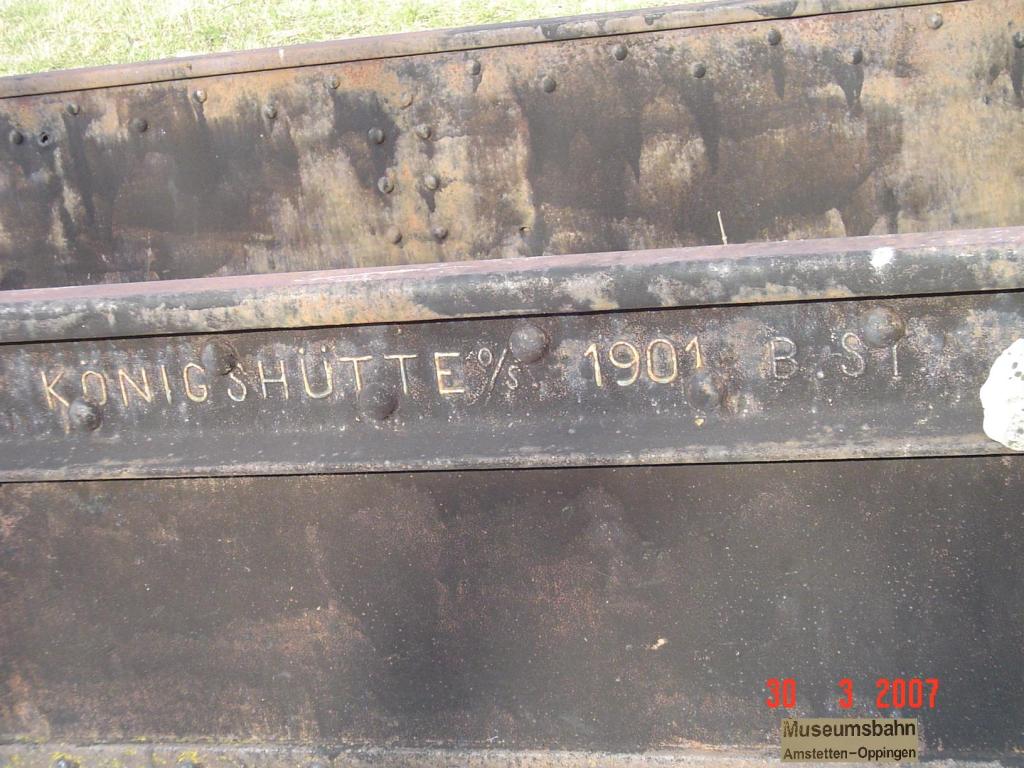 KÖNIGSHÜTTE O/S 1901 B.ST.
30 3 2007
Museumsbahn
Amstetten-Oppingen